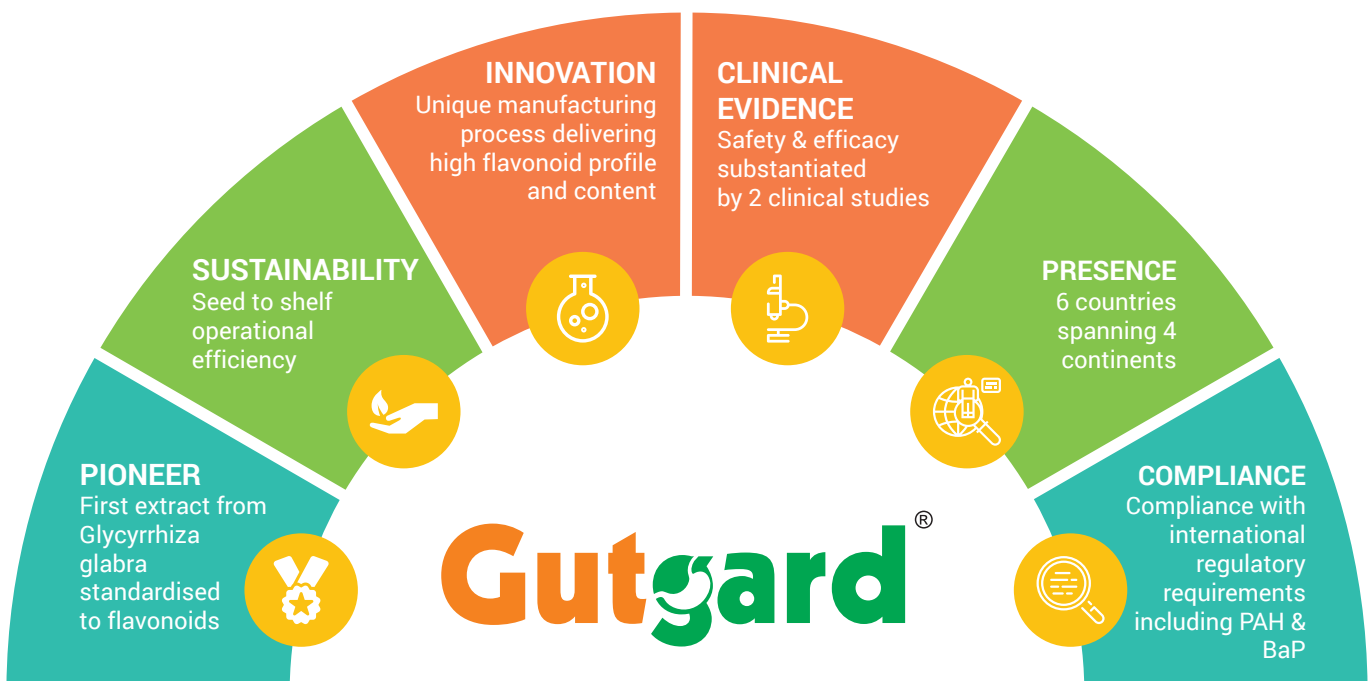 INNOVATION
Unique manufacturing
process delivering
high flavonoid profile
and content
CLINICAL
EVIDENCE
Safety & efficacy
substantiated
by 2 clinical studies
SUSTAINABILITY
Seed to shelf
operational
efficiency
PRESENCE
6 countries
spanning 4
continents
PIONEER
First extract from
Glycyrrhiza
glabra
standardised
to flavonoids
COMPLIANCE
Compliance with
international
regulatory
requirements
including PAH &
BaP
Gutgard®